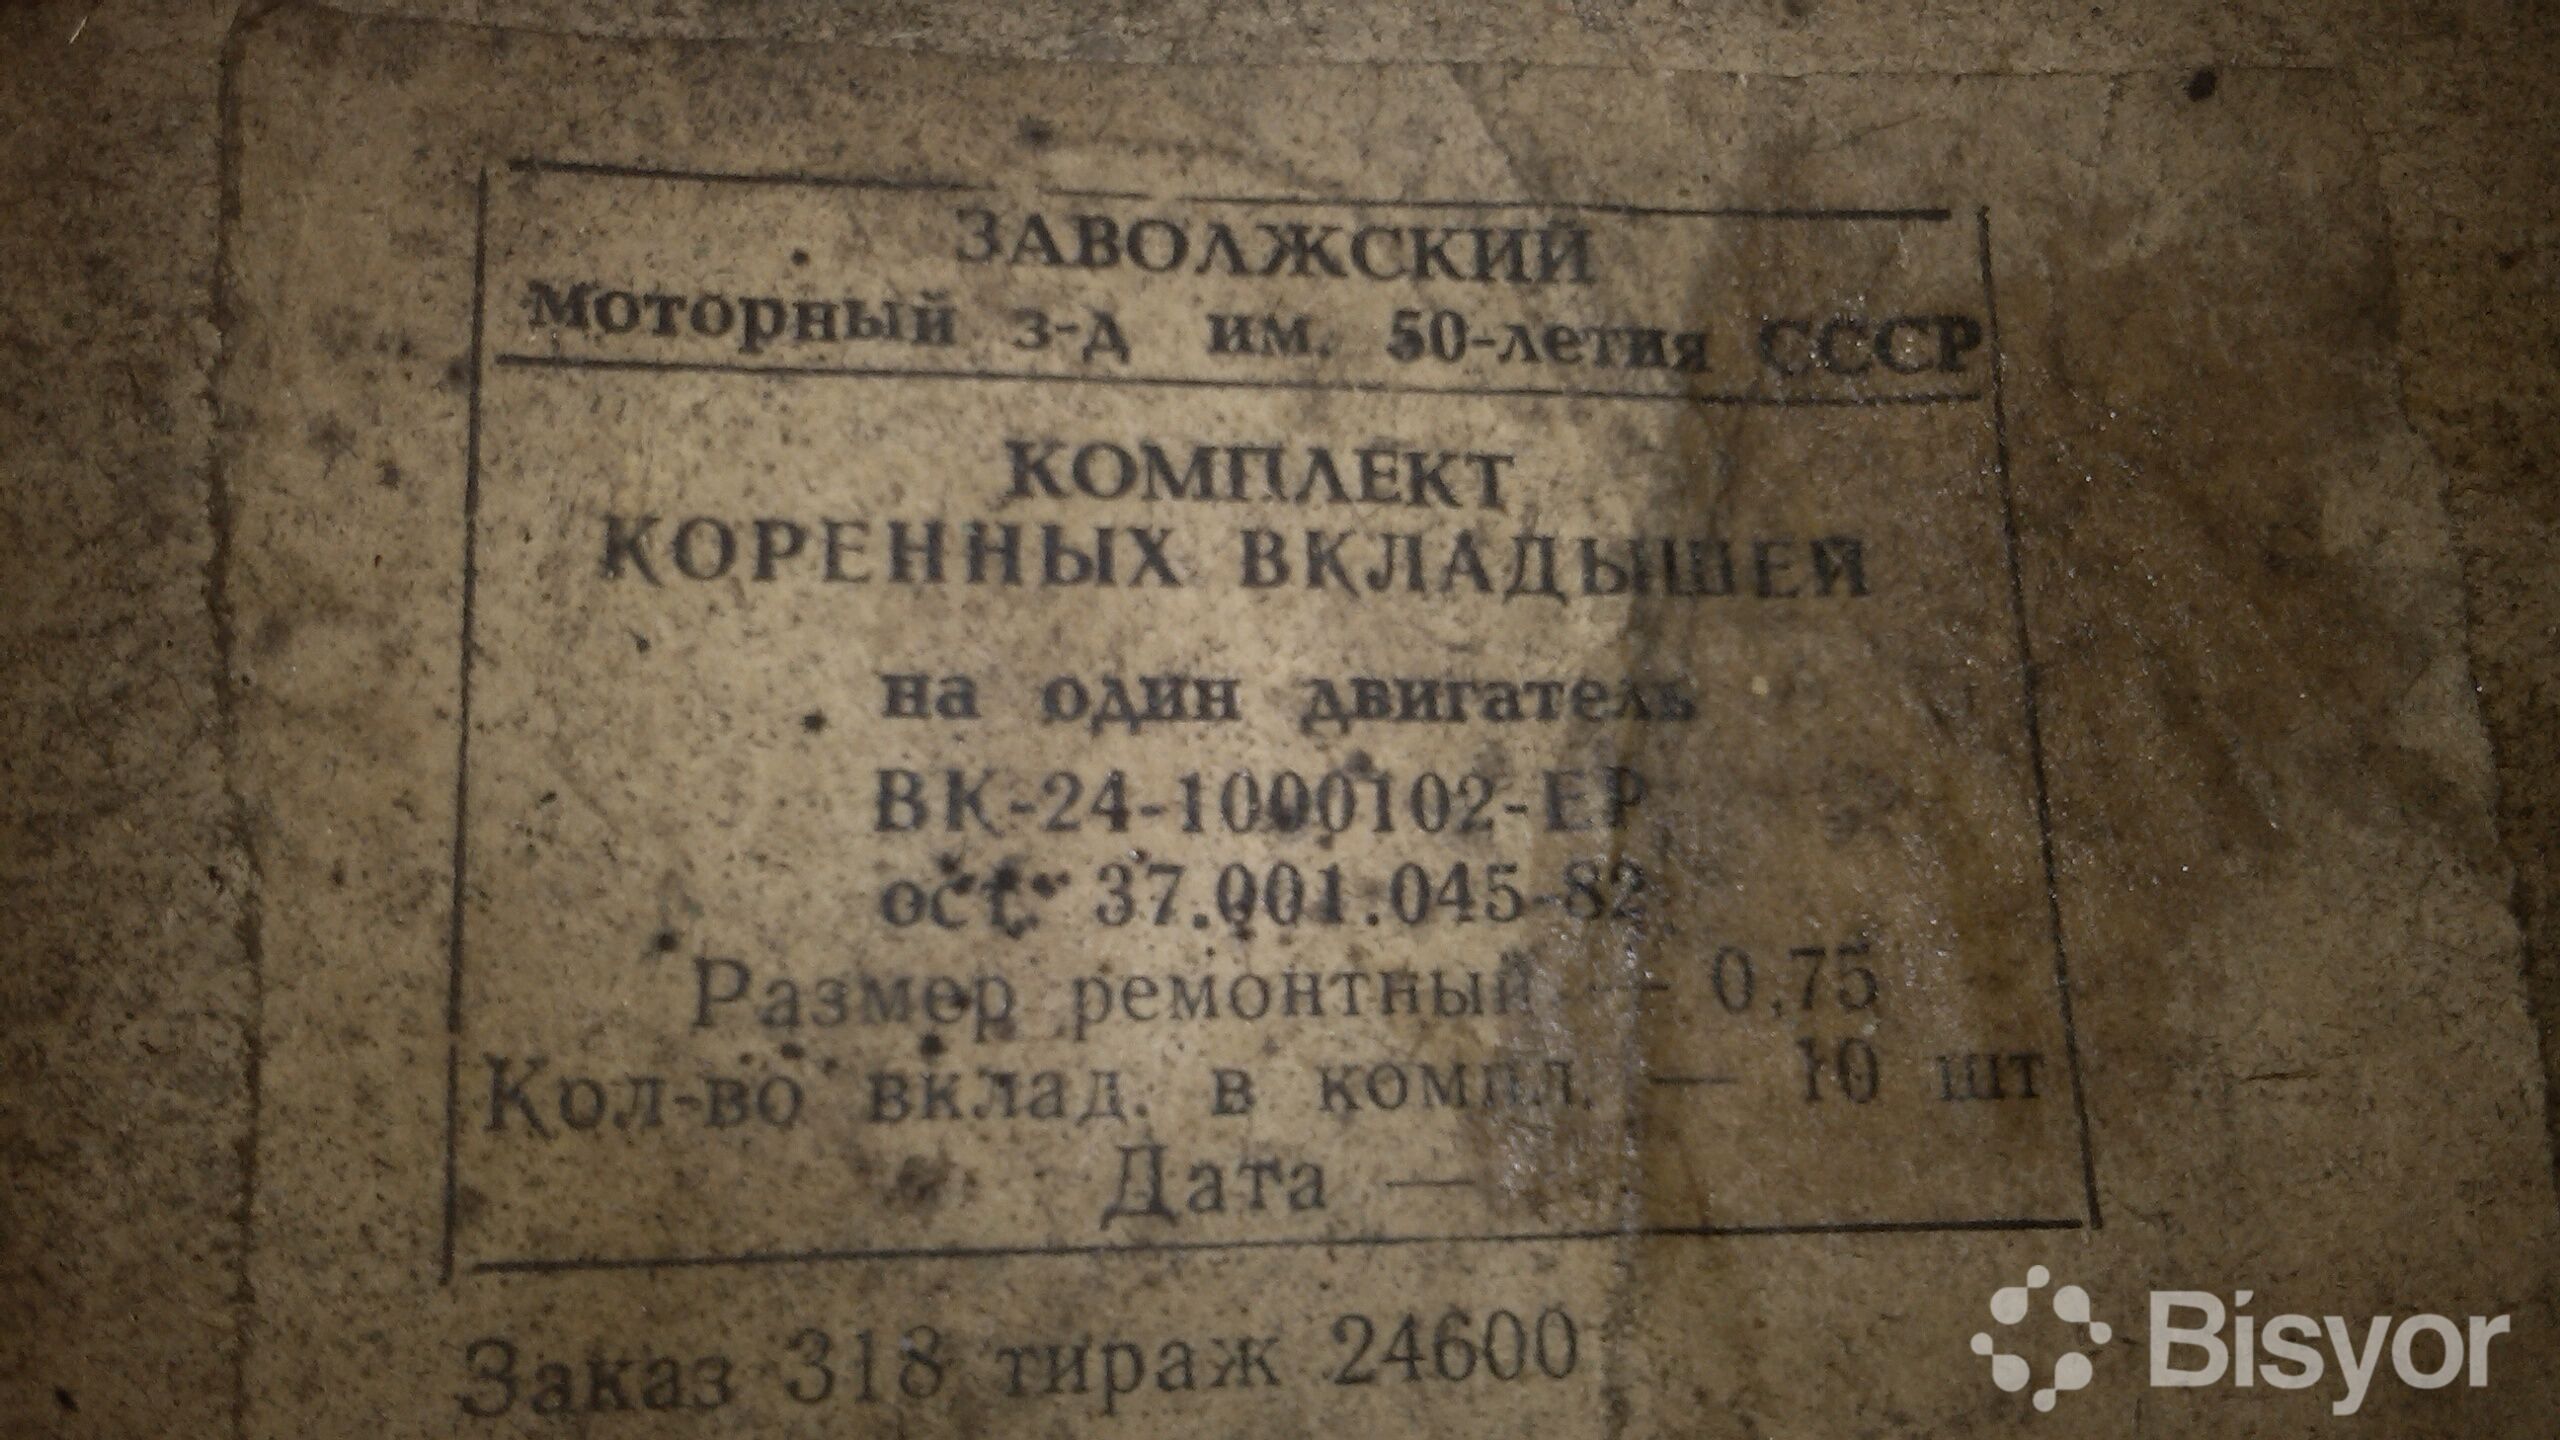 ЗАВОЛЖСКИЙ
Моторный з-д им. 50-летия СССР
КОМПЛЕКТ
КОРЕННЫХ ВКЛАДЫШЕЙ
на один двигатель
ВК-24-1000102-ЕР
ост. 37.001.045-82
Размер ремонтный — 0,75
Кол-во вклад. в компл. — 10 шт
Дата —
Заказ 318 тираж 24600
Bisyor